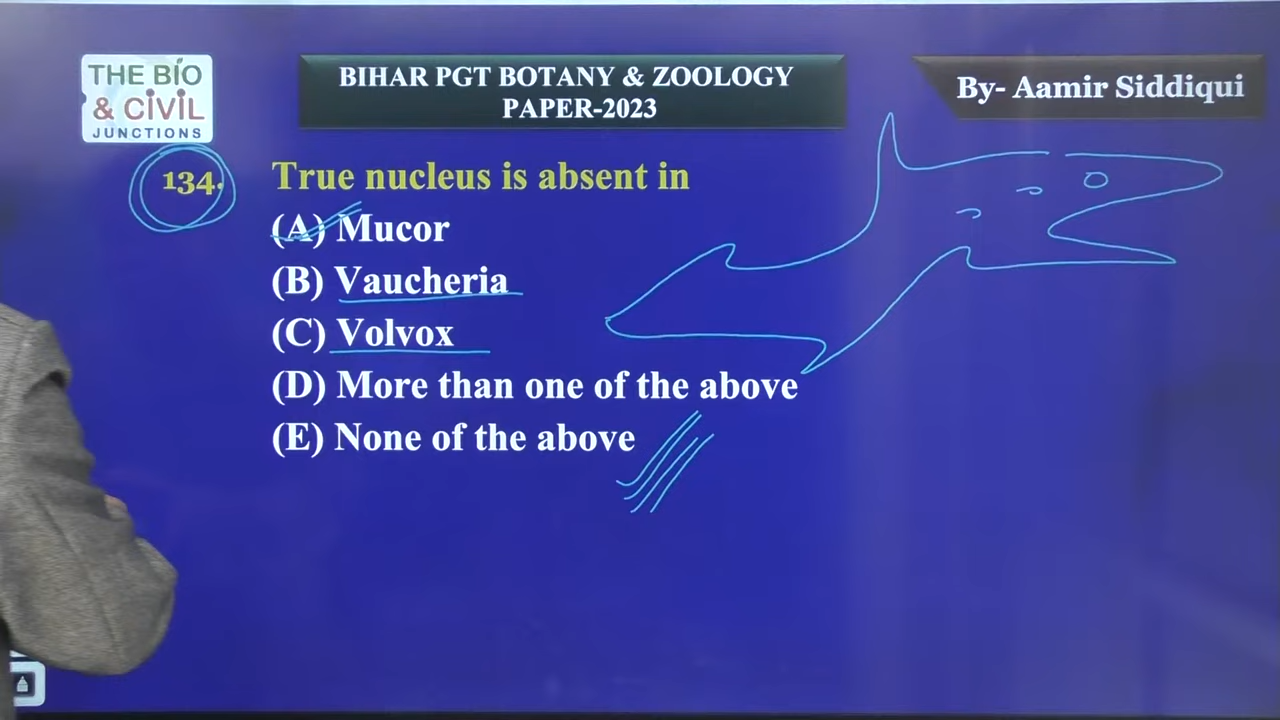 THE BIO
& CIVIL
JUNCTIONS
BIHAR PGT BOTANY & ZOOLOGY
PAPER-2023
By- Aamir Siddiqui
134. True nucleus is absent in
(A) Mucor
(B) Vaucheria
(C) Volvox
(D) More than one of the above
(E) None of the above